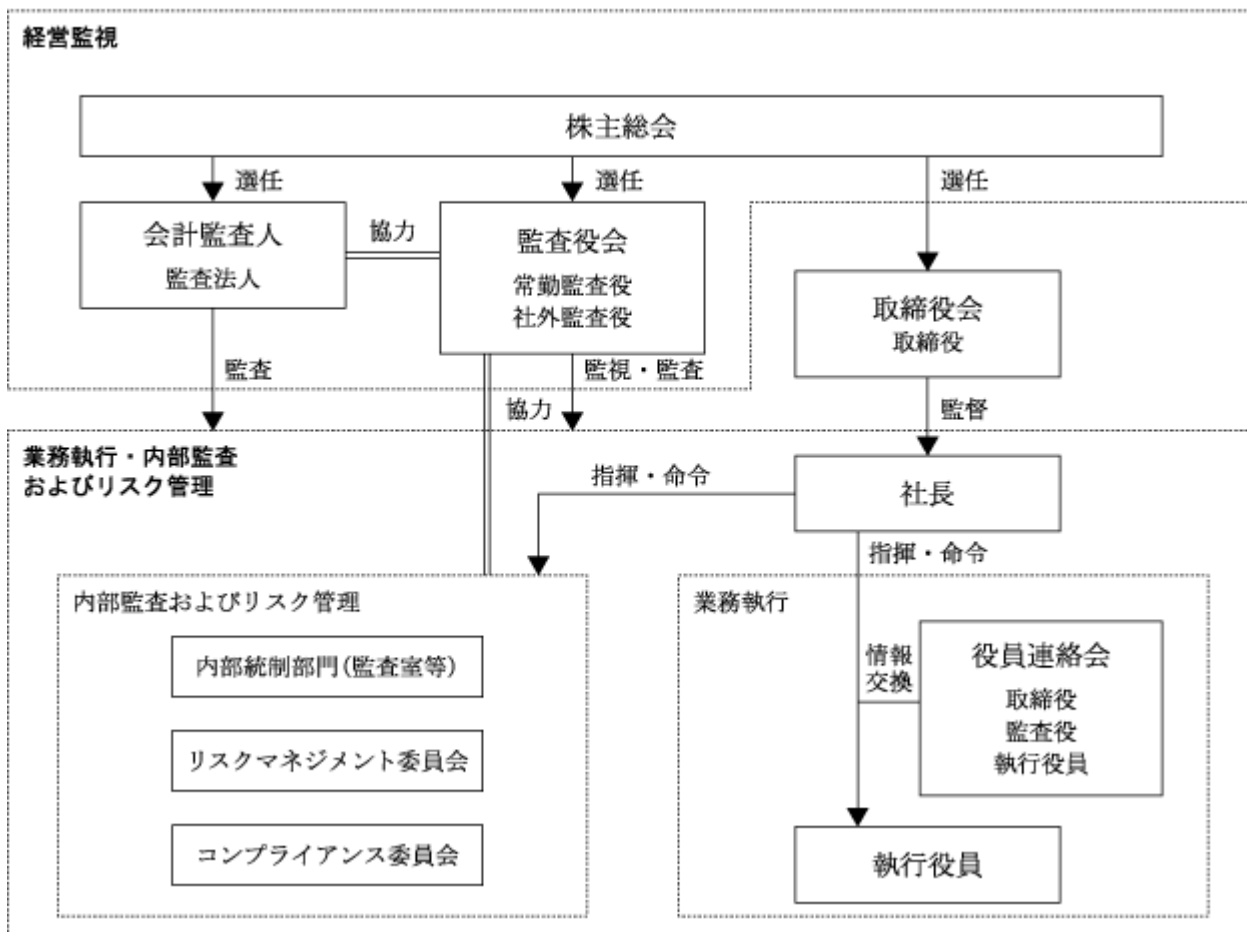 経営監視
株主総会
選任
選任
選任
会計監査人
監査法人
協力
監査役会
常勤監査役
社外監査役
取締役会
取締役
監査
監視・監査
協力
監督
業務執行・内部監査
およびリスク管理
指揮・命令
社長
指揮・命令
内部監査およびリスク管理
内部統制部門(監査室等)
リスクマネジメント委員会
コンプライアンス委員会
業務執行
情報
交換
役員連絡会
取締役
監査役
執行役員
執行役員